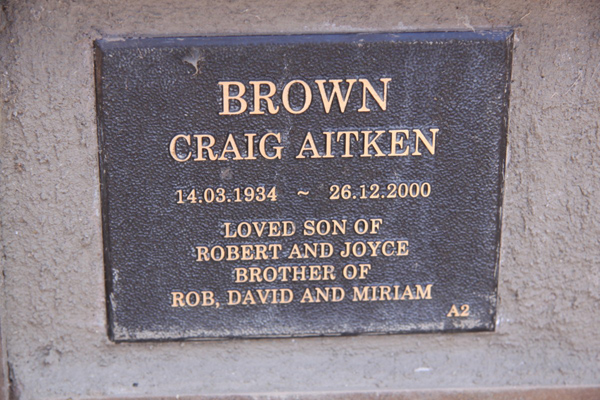 BROWN
CRAIG AITKEN
14.03.1934 ~ 26.12.2000
LOVED SON OF
ROBERT AND JOYCE
BROTHER OF
ROB, DAVID AND MIRIAM
A2